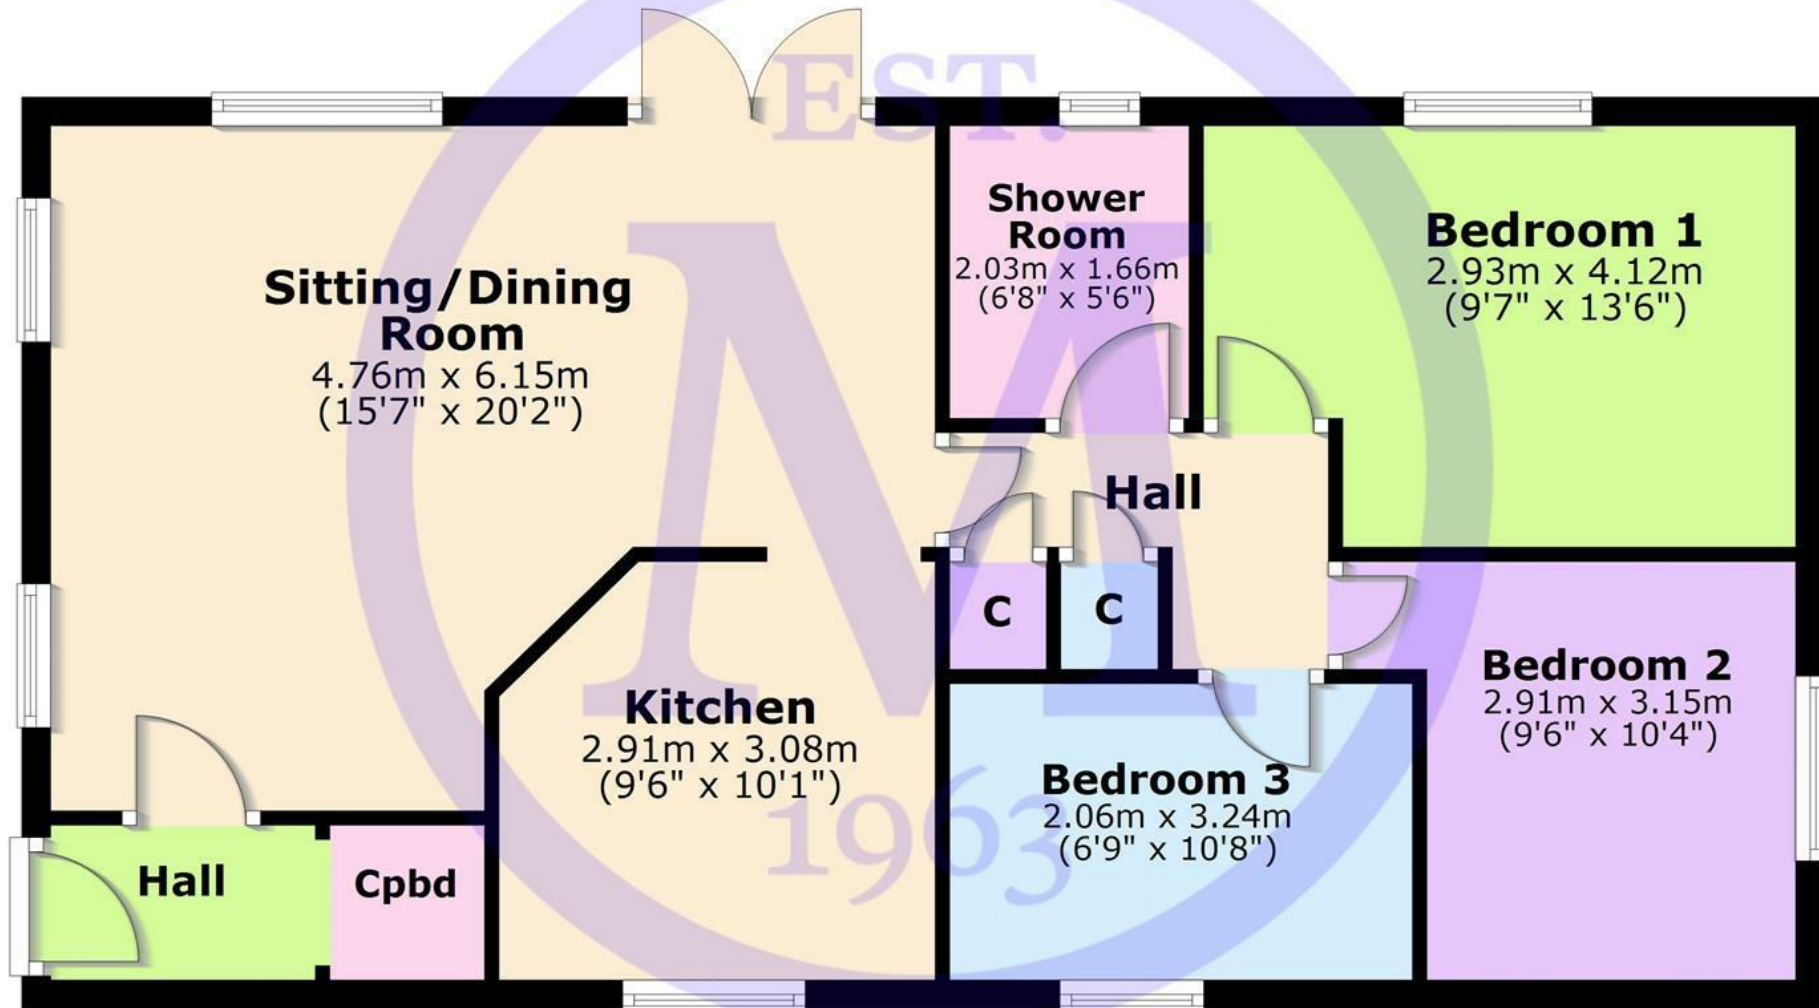 EST.
Shower
Room
2.03m x 1.66m
(6'8" x 5'6")
Bedroom 1
2.93m x 4.12m
(9'7" x 13'6")
Sitting/Dining
Room
4.76m x 6.15m
(15'7" x 20'2")
Hall
C
C
Kitchen
2.91m x 3.08m
(9'6" x 10'1")
Bedroom 2
2.91m x 3.15m
(9'6" x 10'4")
Bedroom 3
2.06m x 3.24m
(6'9" x 10'8")
Hall
Cpbd
M
1963